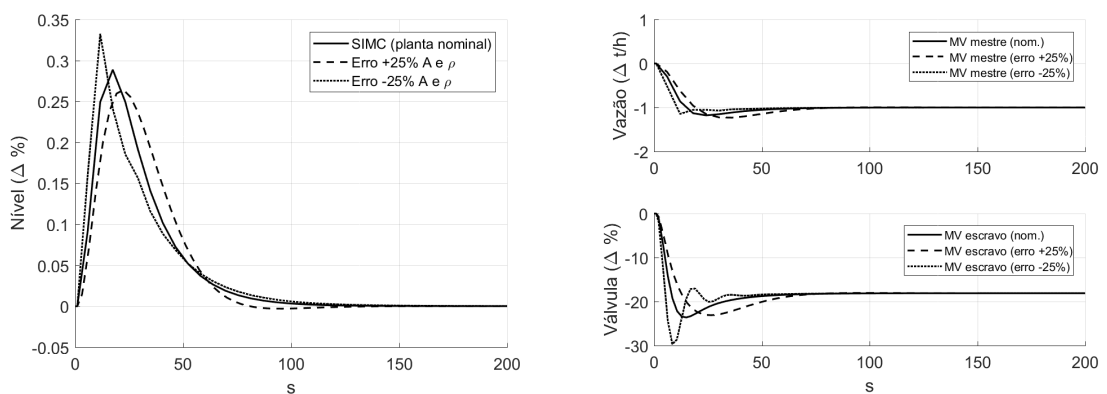 0.35
0.3
0.25
0.2
0.15
0.1
0.05
0
-0.05
Nível (Δ %)
0 50 100 150 200
s
SIMC (planta nominal)
Erro +25% A e ρ
Erro -25% A e ρ
1
0
-1
-2
Vazão (Δ t/h)
0 50 100 150 200
MV mestre (nom.)
MV mestre (erro +25%)
MV mestre (erro -25%)
0
-10
-20
-30
Válvula (Δ %)
0 50 100 150 200
s
MV escravo (nom.)
MV escravo (erro +25%)
MV escravo (erro -25%)